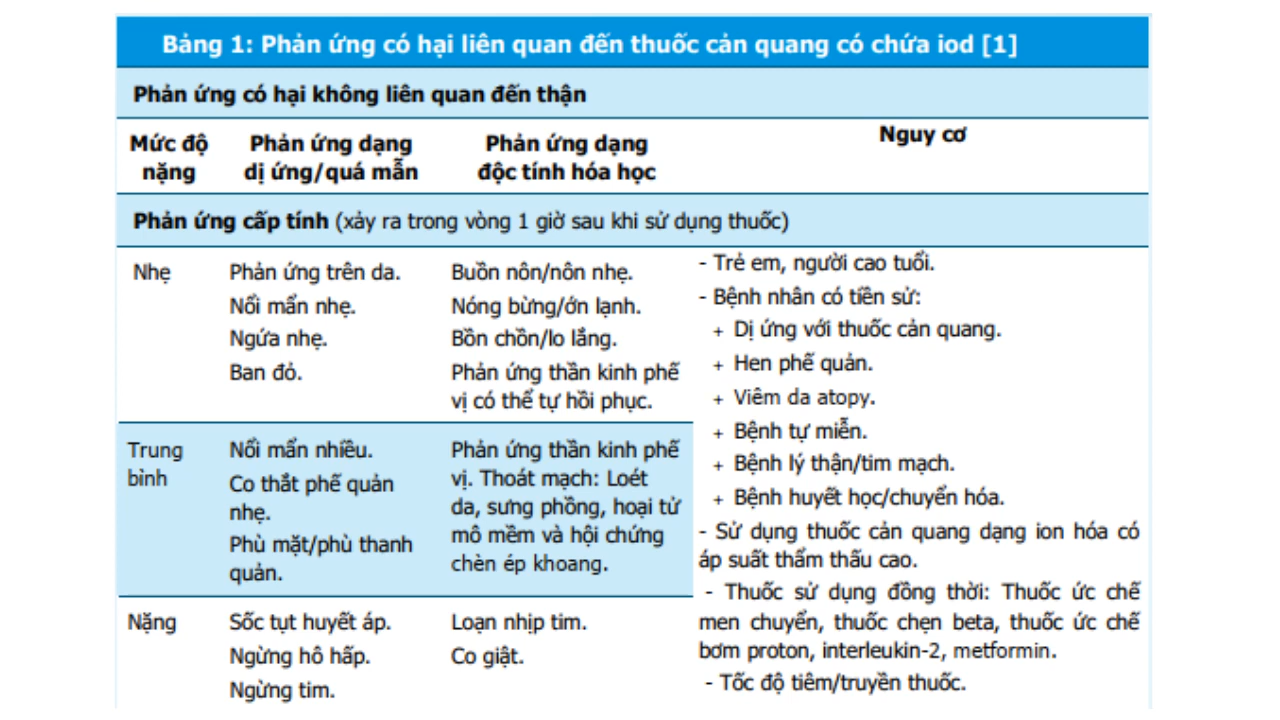 Bảng 1: Phản ứng có hại liên quan đến thuốc cản quang có chứa iod [1]
Phản ứng có hại không liên quan đến thận
Mức độ
nặng
Phản ứng dạng
dị ứng/quá mẫn
Phản ứng dạng
độc tính hóa học
Nguy cơ
Phản ứng cấp tính (xảy ra trong vòng 1 giờ sau khi sử dụng thuốc)
Nhẹ
Phản ứng trên da.
Nổi mẩn nhẹ.
Ngứa nhẹ.
Ban đỏ.
Buồn nôn/nôn nhẹ.
Nóng bừng/ớn lạnh.
Bồn chồn/lo lắng.
Phản ứng thần kinh phế
vị có thể tự hồi phục.
Trung
bình
Nổi mẩn nhiều.
Co thắt phế quản
nhẹ.
Phù mặt/phù thanh
quản.
Phản ứng thần kinh phế
vị. Thoát mạch: Loét
da, sưng phồng, hoại tử
mô mềm và hội chứng
chèn ép khoang.
Nặng
Sốc tụt huyết áp.
Ngừng hô hấp.
Ngừng tim.
Loạn nhịp tim.
Co giật.
- Trẻ em, người cao tuổi.
- Bệnh nhân có tiền sử:
+ Dị ứng với thuốc cản quang.
+ Hen phế quản.
+ Viêm da atopy.
+ Bệnh tự miễn.
+ Bệnh lý thận/tim mạch.
+ Bệnh huyết học/chuyển hóa.
- Sử dụng thuốc cản quang dạng ion hóa có
áp suất thẩm thấu cao.
- Thuốc sử dụng đồng thời: Thuốc ức chế
men chuyển, thuốc chẹn beta, thuốc ức chế
bơm proton, interleukin-2, metformin.
- Tốc độ tiêm/truyền thuốc.